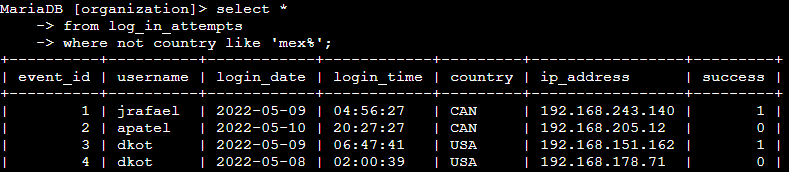 MariaDB [organization]> select *
    -> from log_in_attempts
    -> where not country like 'mex%';
+----------+----------+------------+------------+---------+-----------------+---------+
| event_id | username | login_date | login_time | country | ip_address      | success |
+----------+----------+------------+------------+---------+-----------------+---------+
|        1 | jrafael  | 2022-05-09 | 04:56:27   | CAN     | 192.168.243.140 |       1 |
|        2 | apatel   | 2022-05-10 | 20:27:27   | CAN     | 192.168.205.12  |       0 |
|        3 | dkot     | 2022-05-09 | 06:47:41   | USA     | 192.168.151.162 |       1 |
|        4 | dkot     | 2022-05-08 | 02:00:39   | USA     | 192.168.178.71  |       0 |